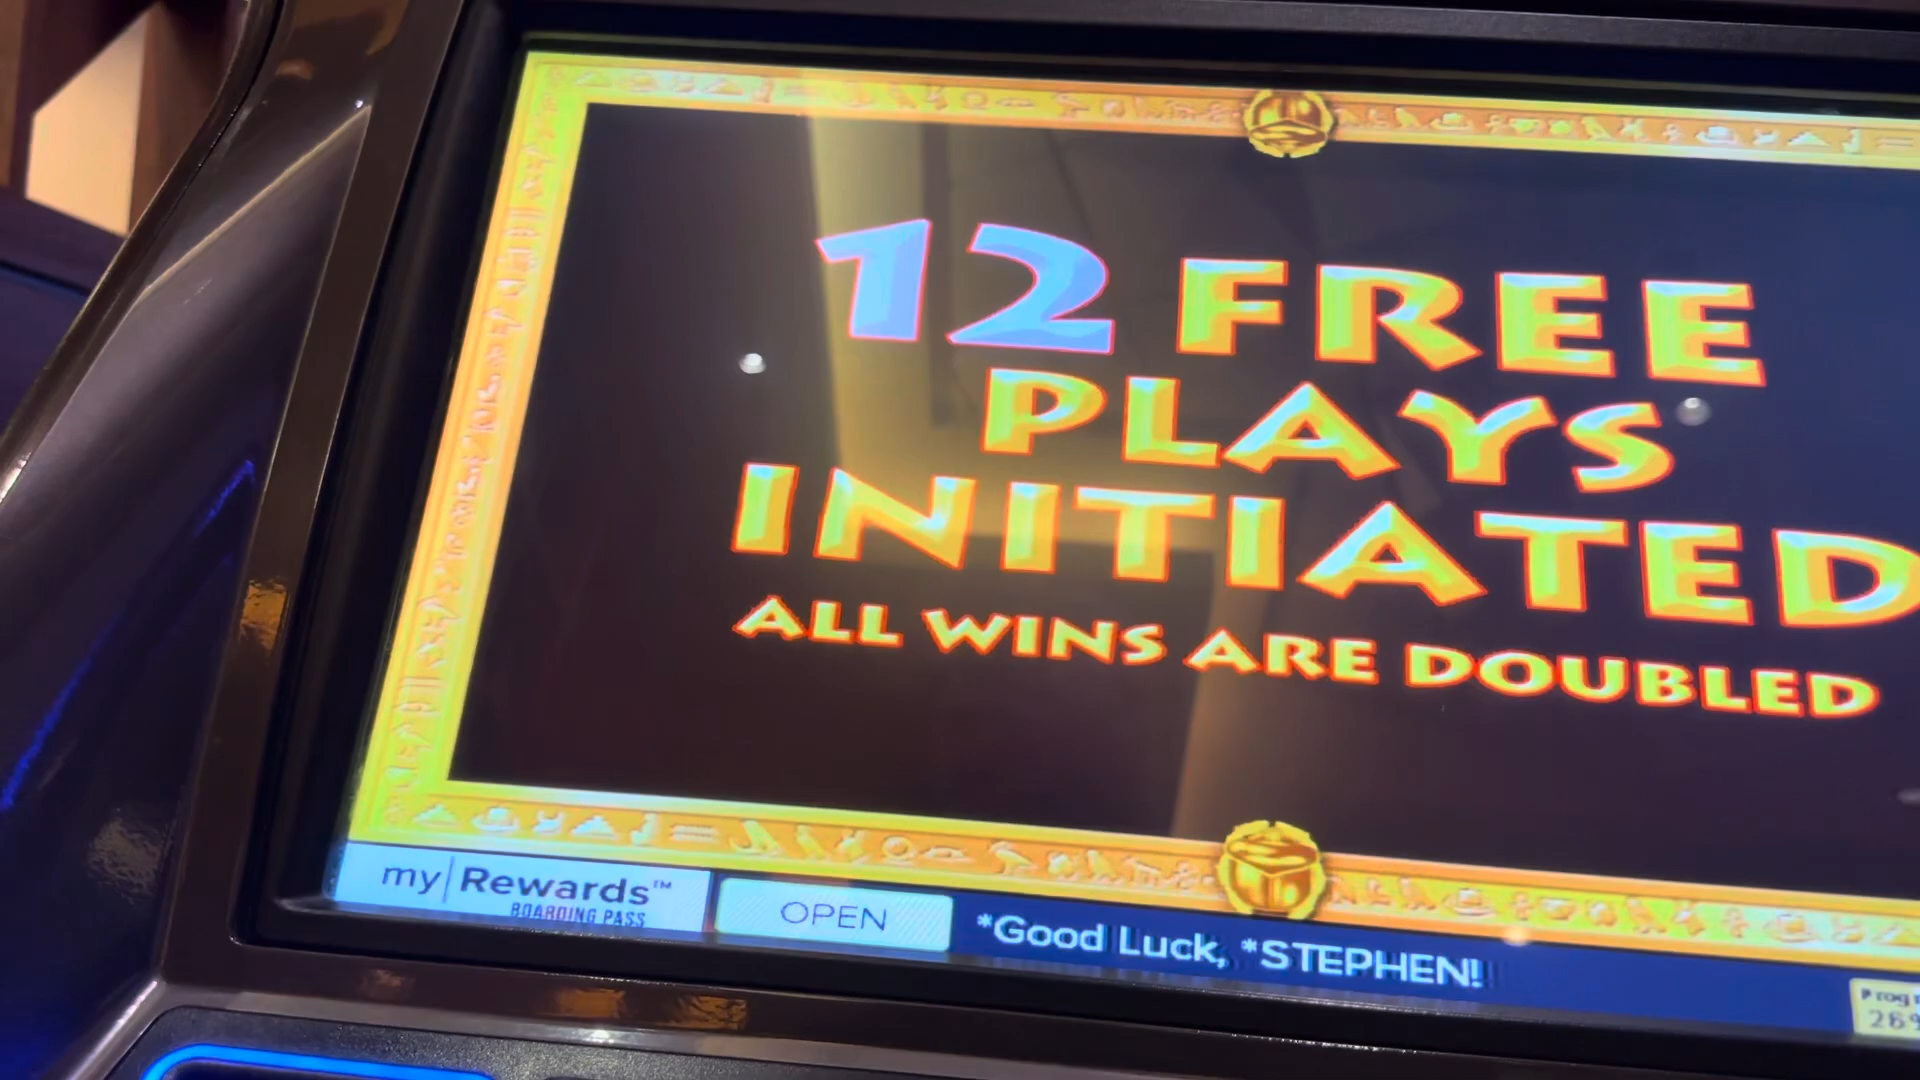 12 FREE
PLAYS
INITIATED
ALL WINS ARE DOUBLED
my|Rewards™
BOARDING PASS
OPEN
*Good Luck, *STEPHEN!